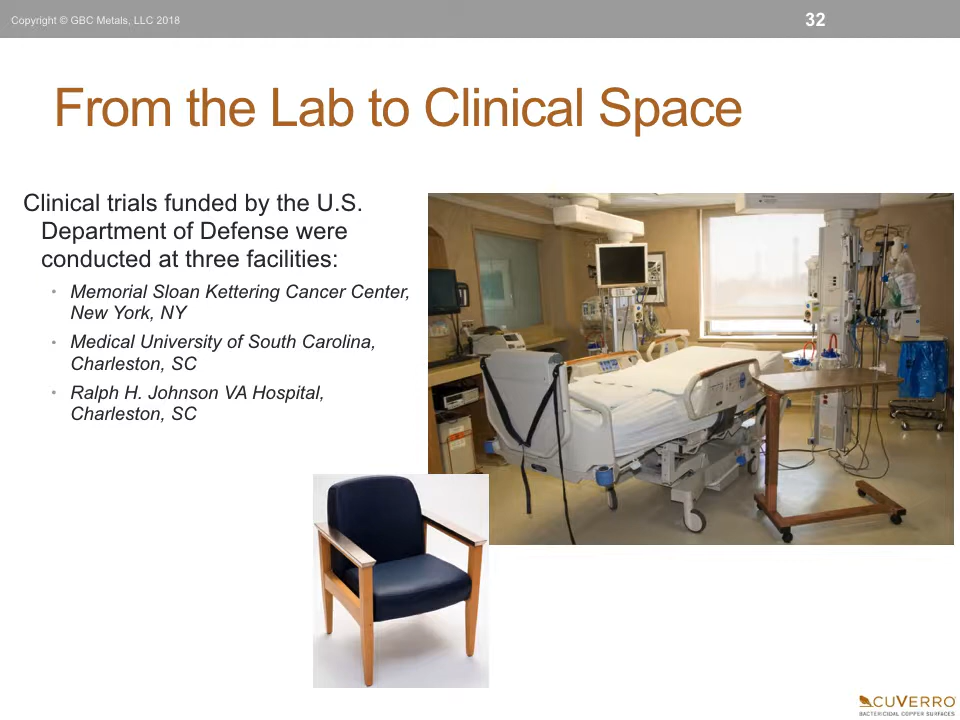 Copyright © GBC Metals, LLC 2018
32
From the Lab to Clinical Space
Clinical trials funded by the U.S.
Department of Defense were
conducted at three facilities:
• Memorial Sloan Kettering Cancer Center,
New York, NY
• Medical University of South Carolina,
Charleston, SC
• Ralph H. Johnson VA Hospital,
Charleston, SC
CUVERRO
BACTERICIDAL COPPER SURFACES